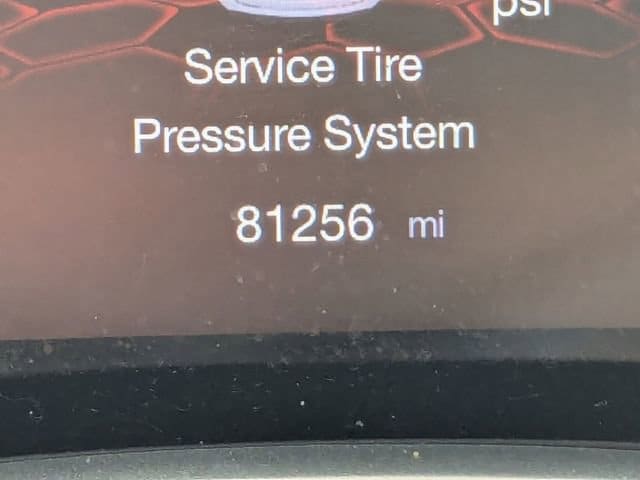 psi
Service Tire
Pressure System
81256 mi